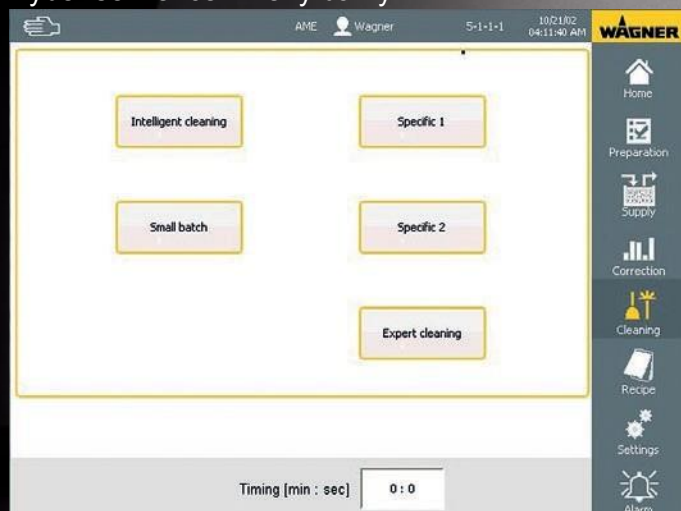 AME Wagner 5-1-1-1 10/21/02
04:11:40 AM
WAGNER
Intelligent cleaning
Specific 1
Small batch
Specific 2
Expert cleaning
Timing [min : sec] 0 : 0
Home
Preparation
Supply
Correction
Cleaning
Recipe
Settings
Alarm